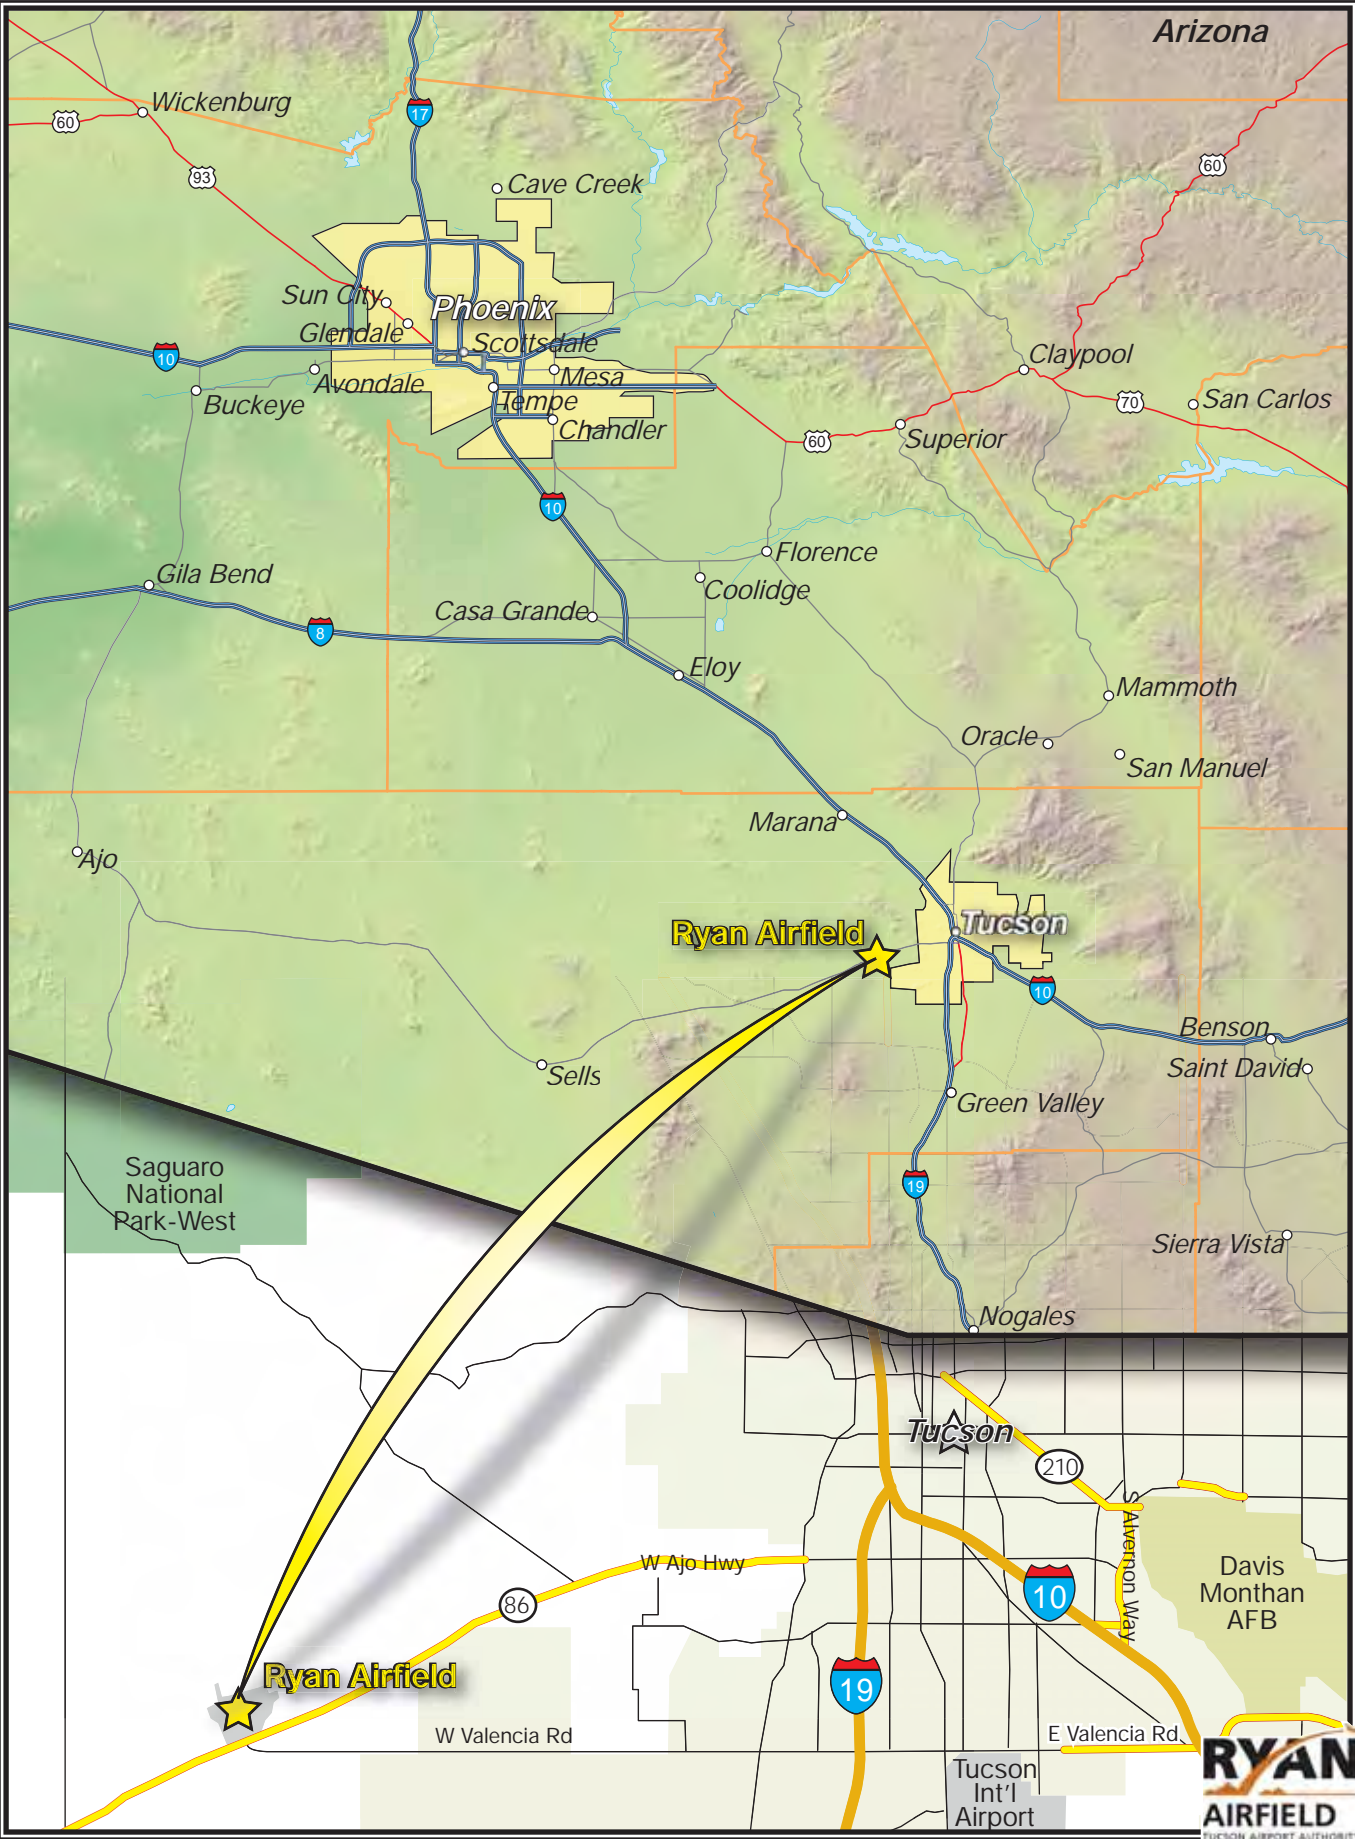 Arizona
Wickenburg
60
17
93
60
Cave Creek
Sun City
Phoenix
Glendale
Scottsdale
10
Claypool
Avondale
Mesa
Buckeye
Tempe
70
San Carlos
Chandler
60
Superior
10
Florence
Gila Bend
Coolidge
Casa Grande
8
Eloy
Mammoth
Oracle
San Manuel
Marana
Ajo
Ryan Airfield
Tucson
10
Benson
Sells
Saint David
Green Valley
Saguaro
National
Park-West
19
Sierra Vista
Nogales
Tucson
210
S Alvernon Way
W Ajo Hwy
86
10
Davis
Monthan
AFB
Ryan Airfield
19
W Valencia Rd
E Valencia Rd
Tucson
Int'l
Airport
RYAN
AIRFIELD
TUCSON AIRPORT AUTHORIT